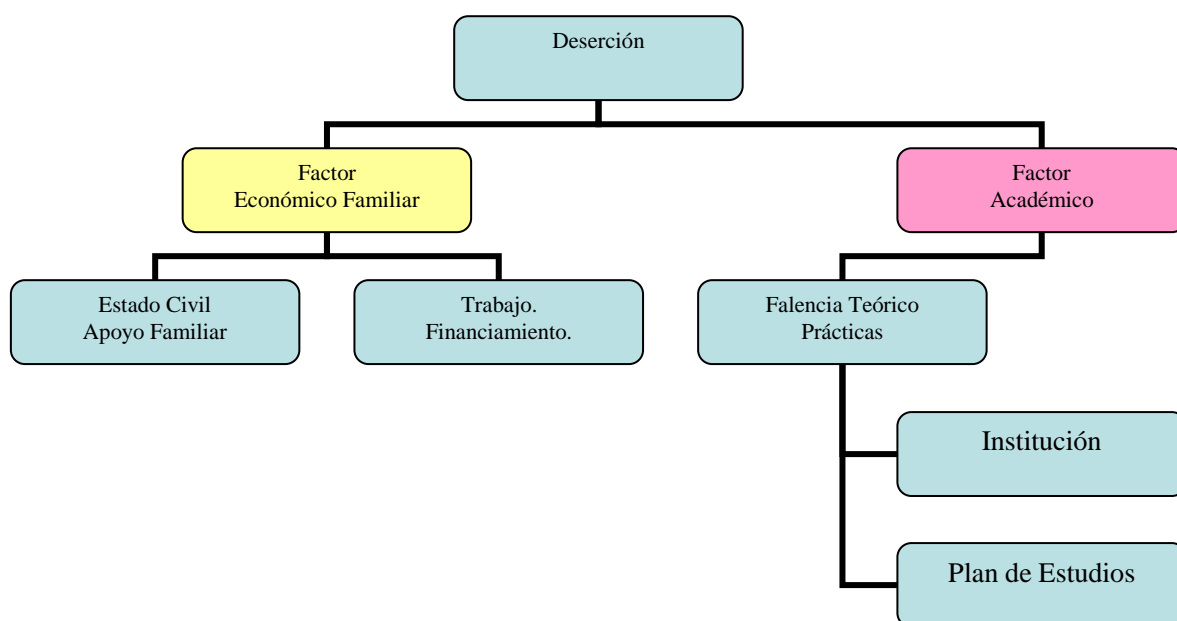 Deserción
Factor
Económico Familiar
Factor
Académico
Estado Civil
Apoyo Familiar
Trabajo.
Financiamiento.
Falencia Teórico
Prácticas
Institución
Plan de Estudios